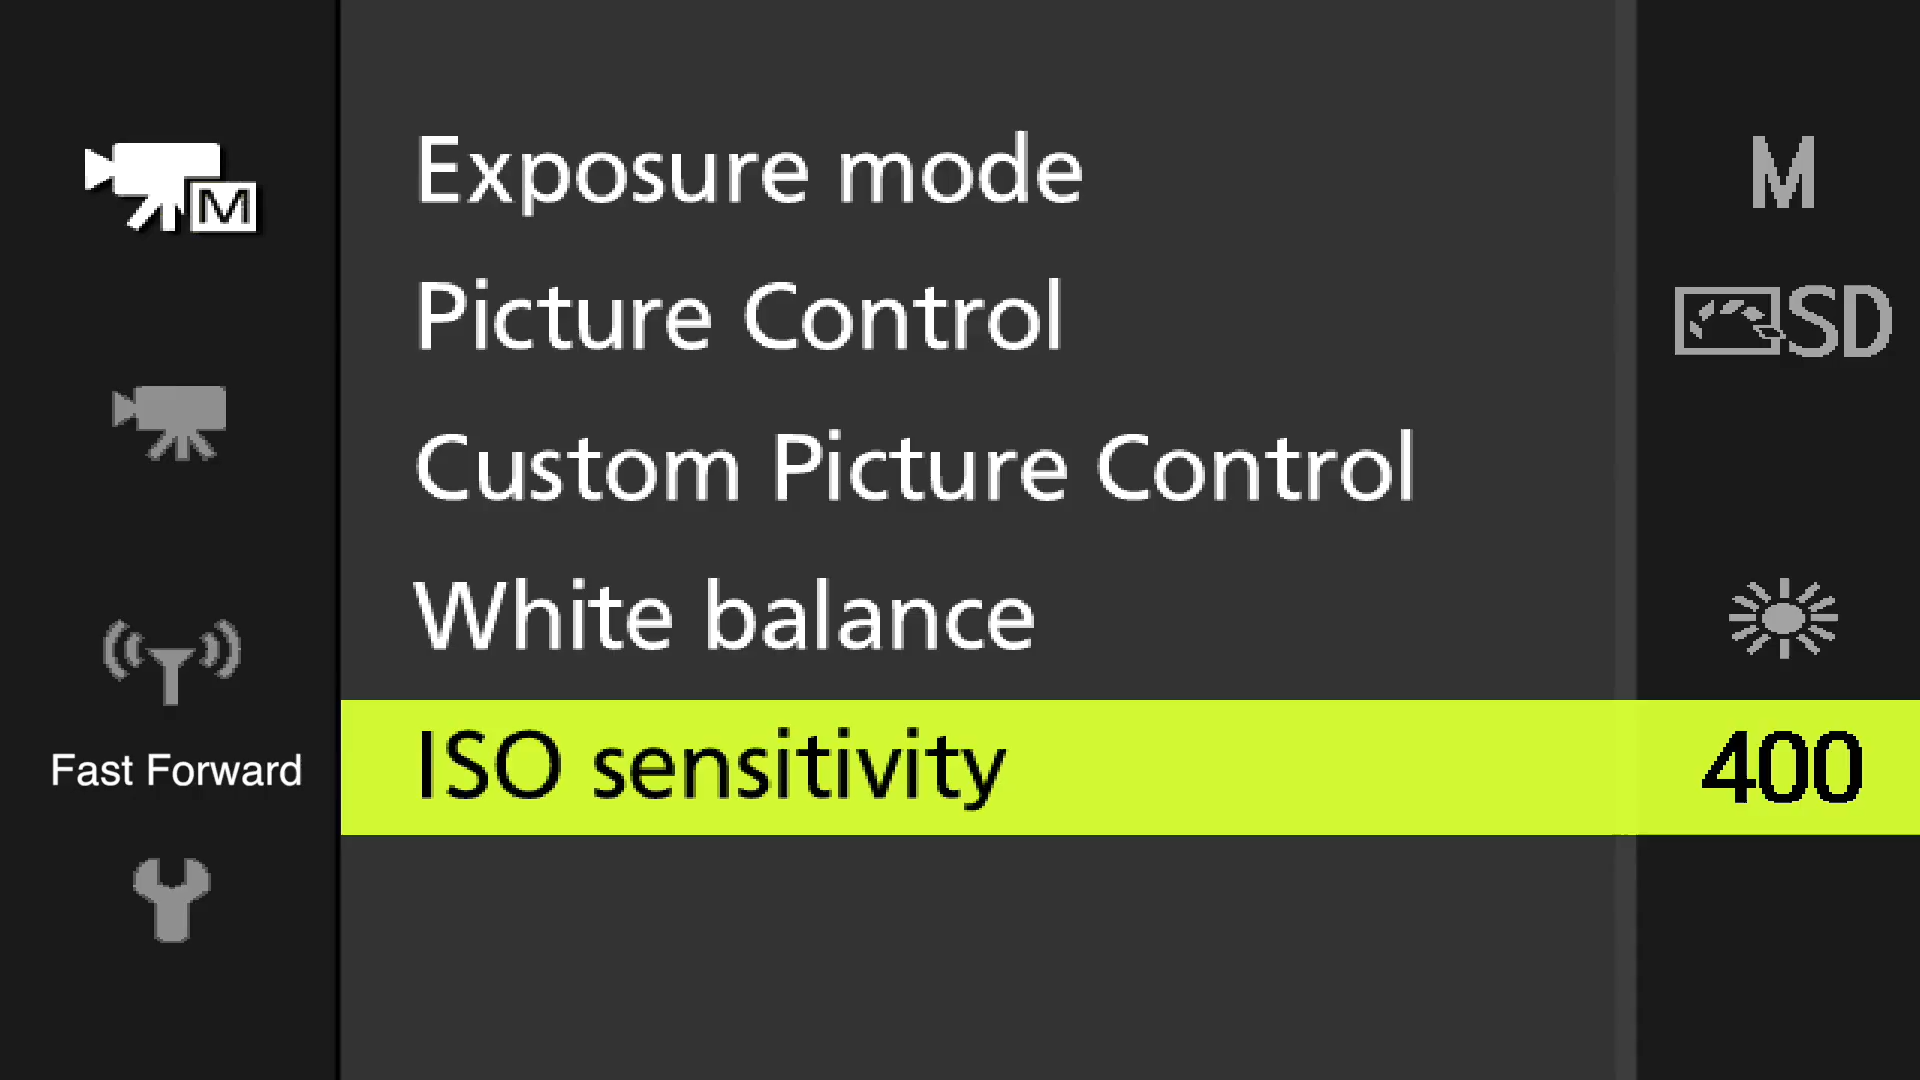 M
Exposure mode M
Picture Control SD
Custom Picture Control
White balance
ISO sensitivity 400
Fast Forward